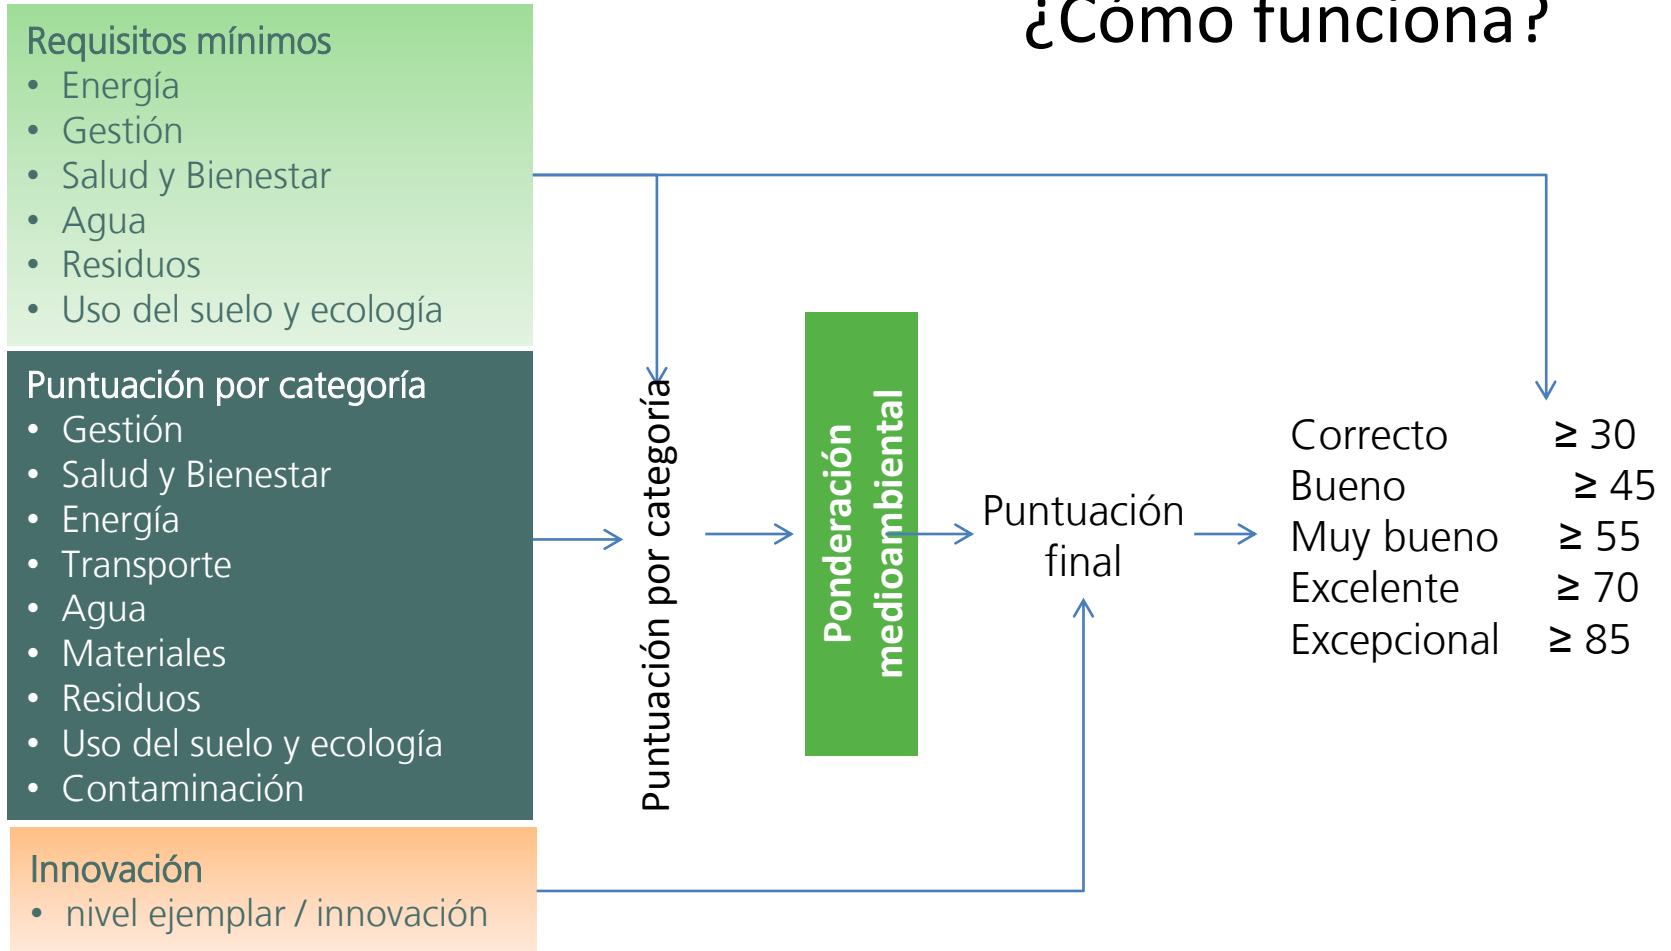 ¿Cómo funciona?
Requisitos mínimos
• Energía
• Gestión
• Salud y Bienestar
• Agua
• Residuos
• Uso del suelo y ecología
Puntuación por categoría
• Gestión
• Salud y Bienestar
• Energía
• Transporte
• Agua
• Materiales
• Residuos
• Uso del suelo y ecología
• Contaminación
Innovación
• nivel ejemplar / innovación
Puntuación por categoría
Ponderación
medioambiental
Puntuación
final
Correcto ≥ 30
Bueno ≥ 45
Muy bueno ≥ 55
Excelente ≥ 70
Excepcional ≥ 85